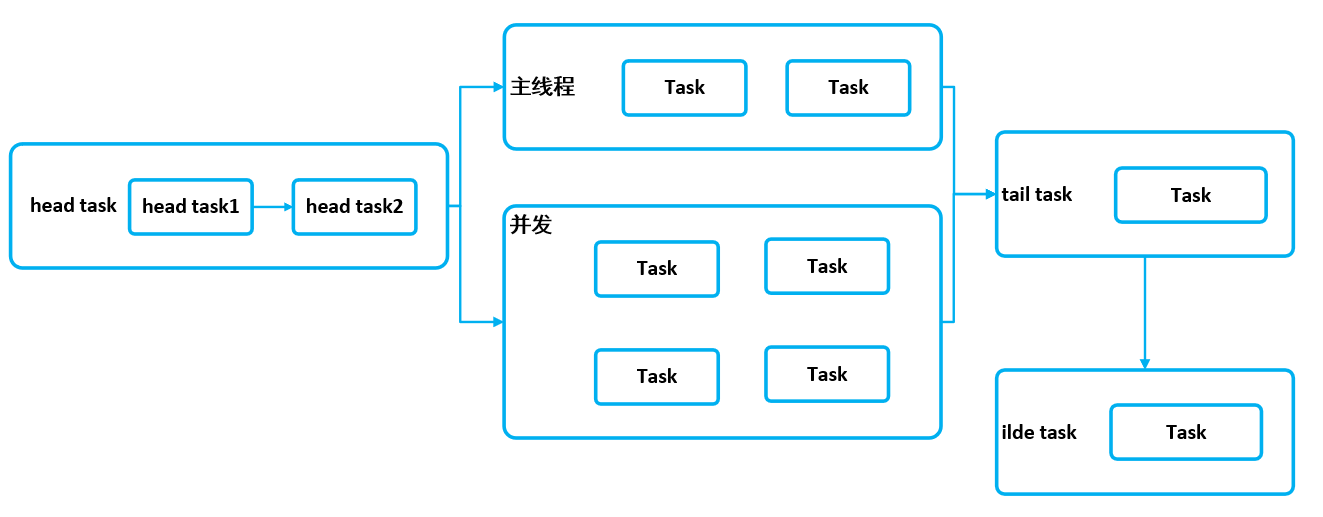 head task
head task1
head task2
主线程
Task
Task
并发
Task
Task
Task
Task
tail task
Task
ilde task
Task